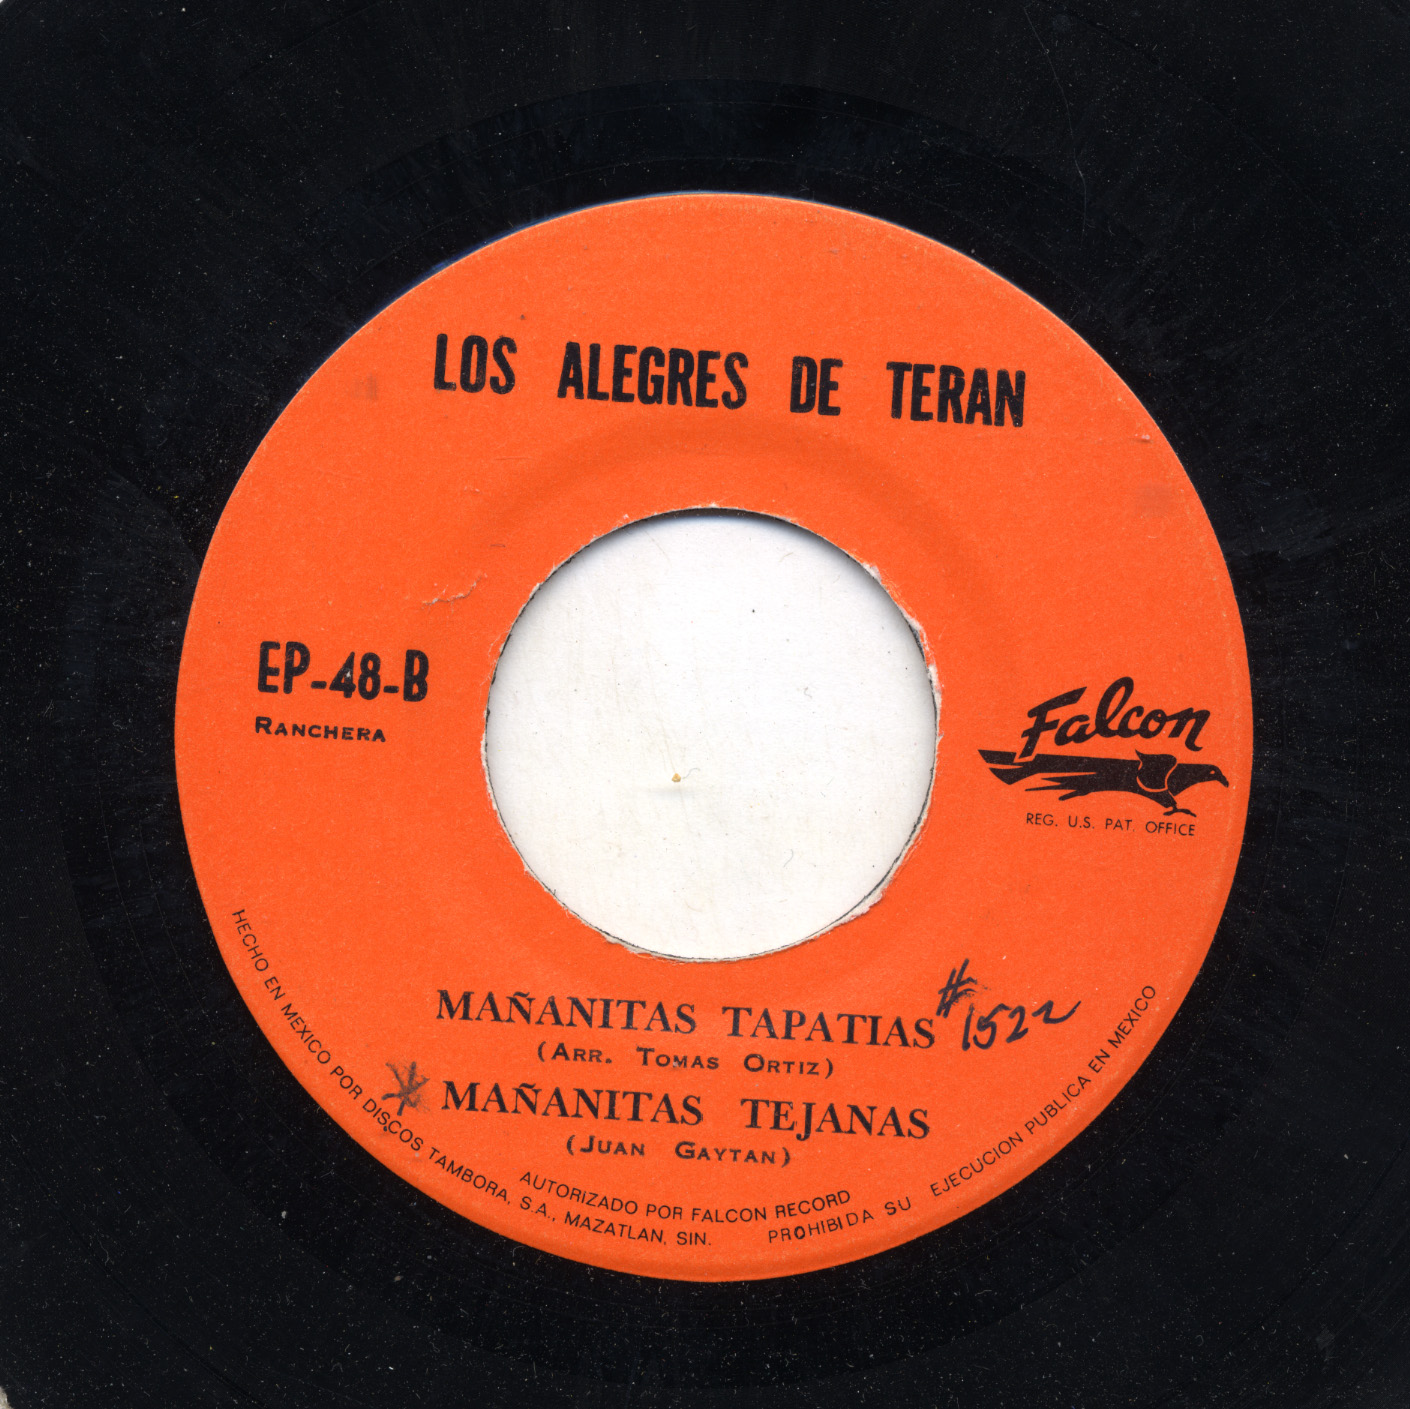 LOS ALEGRES DE TERAN
EP-48-B
RANCHERA
Falcon
REG. U.S. PAT. OFFICE
MAÑANITAS TAPATIAS
#1522
(ARR. TOMAS ORTIZ)
* MAÑANITAS TEJANAS
(JUAN GAYTAN)
AUTORIZADO POR FALCON RECORD
HECHO EN MEXICO POR DISCOS TAMBORA, S.A., MAZATLAN, SIN.
PROHIBIDA SU EJECUCION PUBLICA EN MEXICO